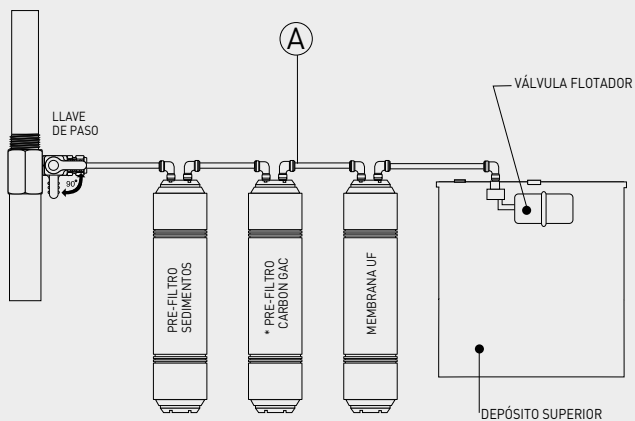 A
VÁLVULA FLOTADOR
LLAVE
DE PASO
90°
PRE-FILTRO
SEDIMENTOS
* PRE-FILTRO
CARBON GAC
MEMBRANA UF
DEPÓSITO SUPERIOR